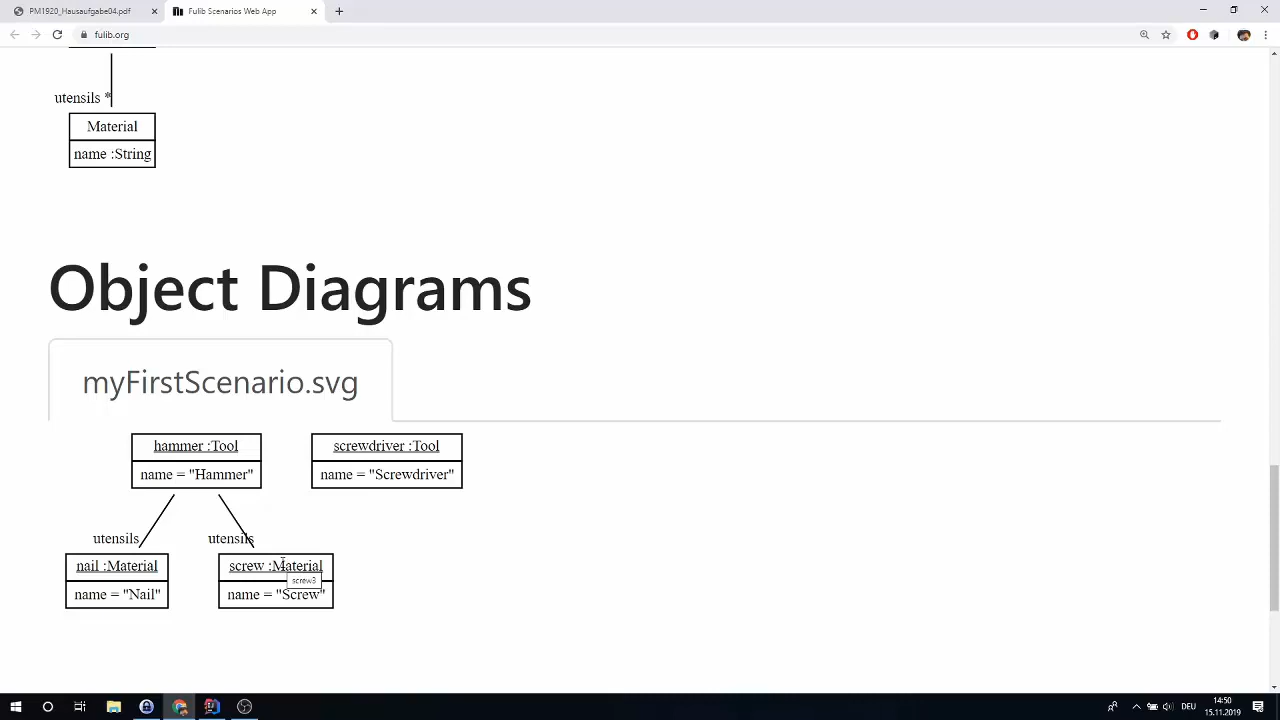 PM1920_Hausaufgabe04.pdf
Fulib Scenarios Web App
fulib.org
utensils *
Material
name :String
Object Diagrams
myFirstScenario.svg
hammer :Tool
name = "Hammer"
screwdriver :Tool
name = "Screwdriver"
utensils
utensils
nail :Material
name = "Nail"
screw :Material
screw3
name = "Screw"
DEU
14:50
15.11.2019